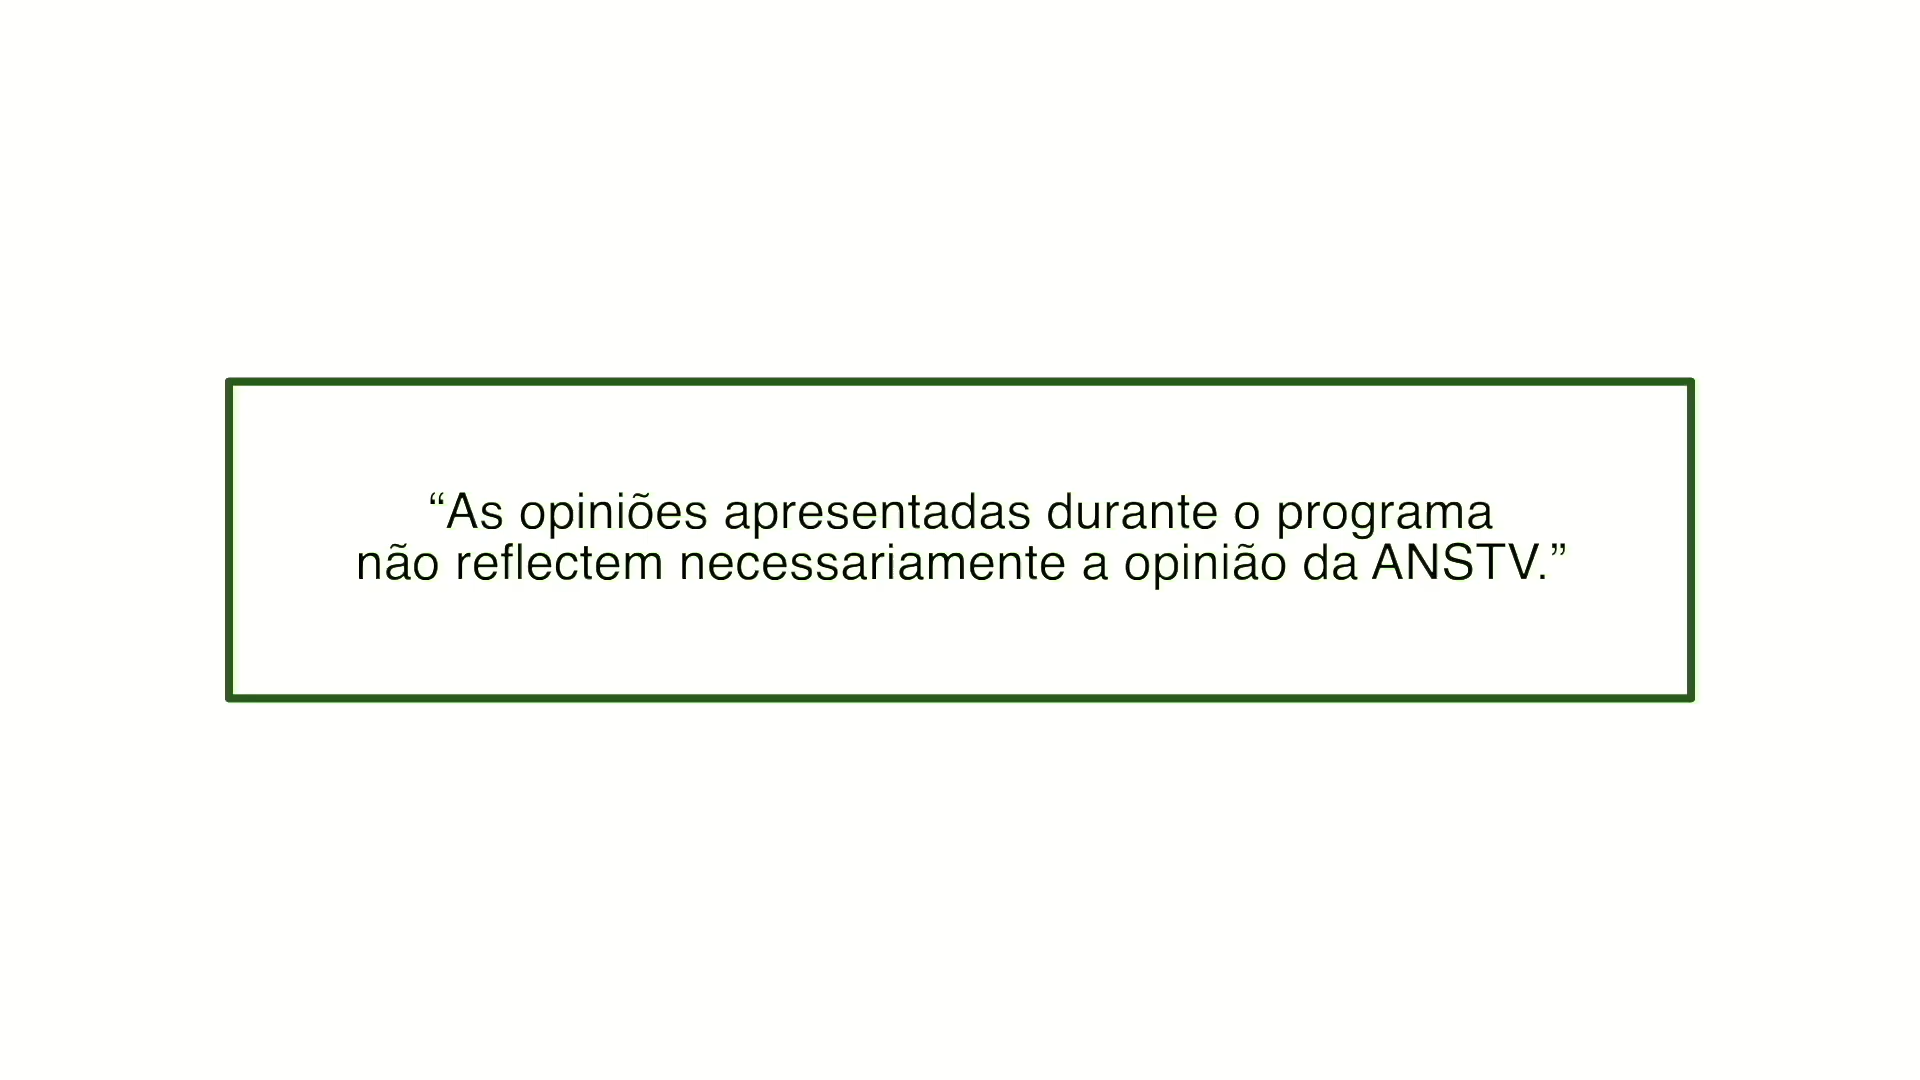 “As opiniões apresentadas durante o programa
não reflectem necessariamente a opinião da ANSTV.”